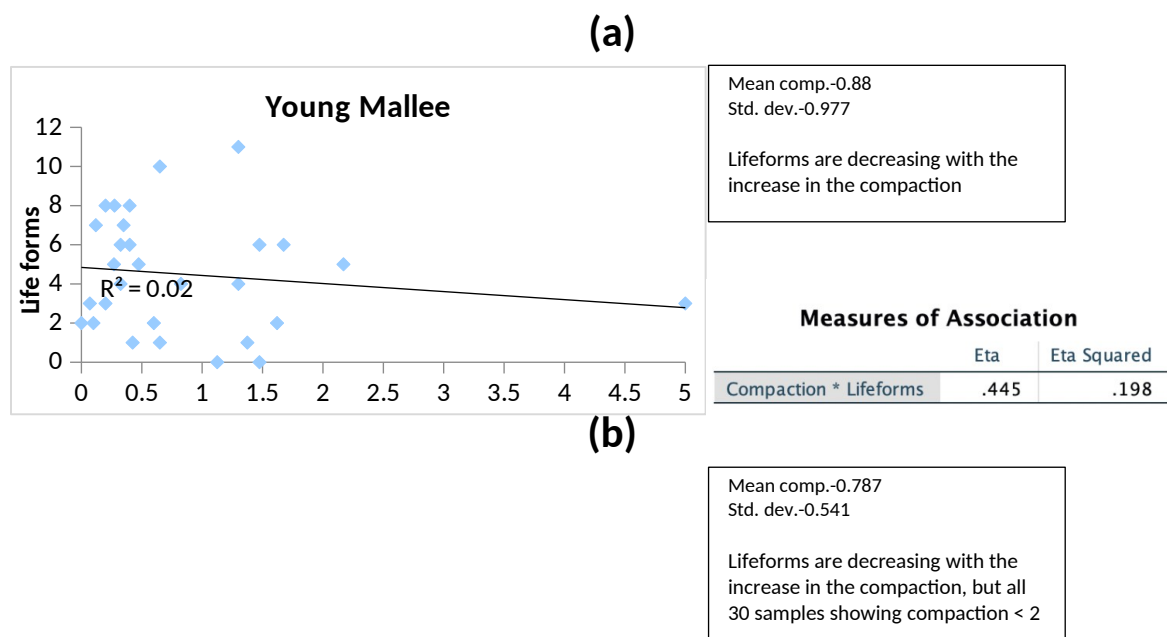 (a)
Young Mallee
Life forms
12
10
8
6
4
2
0
R² = 0.02
0 0.5 1 1.5 2 2.5 3 3.5 4 4.5 5
Mean comp.-0.88
Std. dev.-0.977
Lifeforms are decreasing with the
increase in the compaction
Measures of Association
Eta Eta Squared
Compaction * Lifeforms .445 .198
(b)
Mean comp.-0.787
Std. dev.-0.541
Lifeforms are decreasing with the
increase in the compaction, but all
30 samples showing compaction < 2